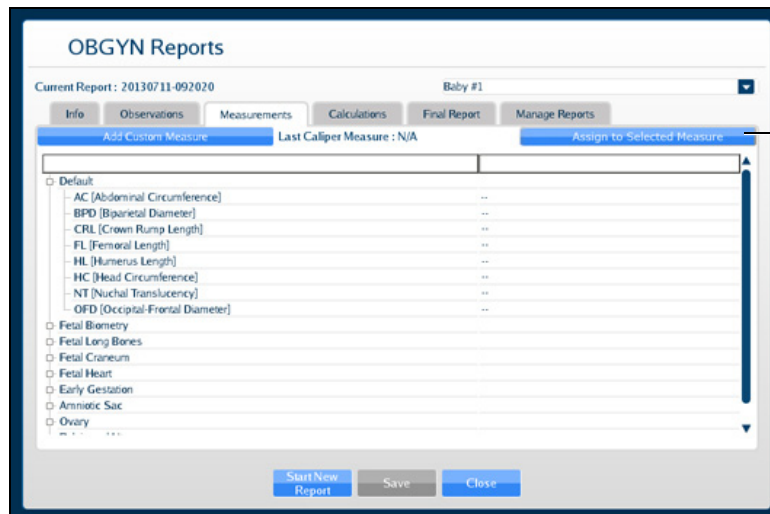 OBGYN Reports
Current Report : 20130711-092020 Baby #1
Info Observations Measurements Calculations Final Report Manage Reports
Add Custom Measure Last Caliper Measure : N/A Assign to Selected Measure
Default
AC [Abdominal Circumference] --
BPD [Biparietal Diameter] --
CRL [Crown Rump Length] --
FL [Femoral Length] --
HL [Humerus Length] --
HC [Head Circumference] --
NT [Nuchal Translucency] --
OFD [Occipital-Frontal Diameter] --
Fetal Biometry
Fetal Long Bones
Fetal Craneum
Fetal Heart
Early Gestation
Amniotic Sac
Ovary
Start New
Report
Save
Close